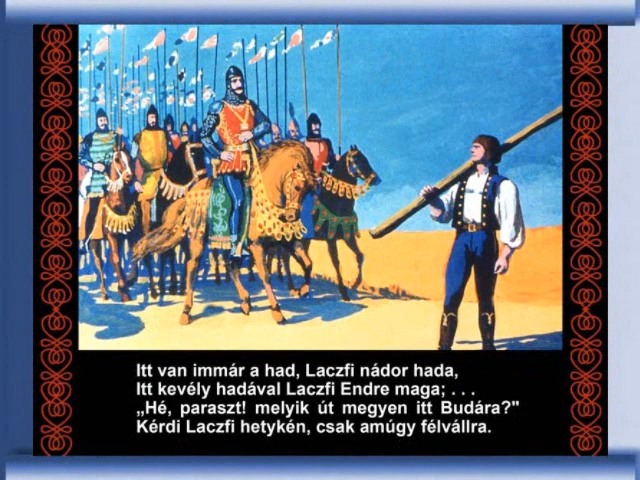 Itt van immár a had, Laczfi nádor hada,
Itt kevély hadával Laczfi Endre maga; . . .
„Hé, paraszt! melyik út megyen itt Budára?"
Kérdi Laczfi hetykén, csak amúgy félvállra.